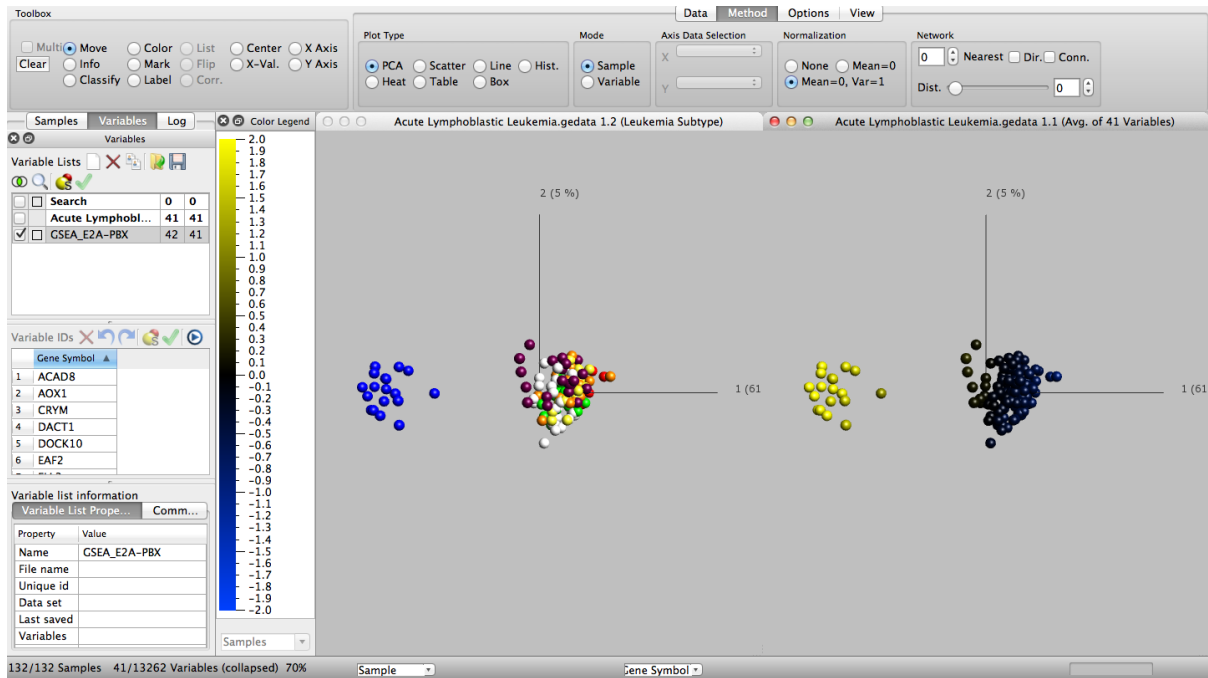 Toolbox
Data Method Options View
Multi Move Color List Center X Axis
Clear Info Mark Flip X-Val. Y Axis
Classify Label Corr.
Plot Type
PCA Scatter Line Hist.
Heat Table Box
Mode
Sample
Variable
Axis Data Selection
X
Y
Normalization
None Mean=0
Mean=0, Var=1
Network
0 Nearest Dir. Conn.
Dist. 0
Samples Variables Log
Variables
Variable Lists
Search 0 0
Acute Lymphobl... 41 41
GSEA_E2A-PBX 42 41
Variable IDs
Gene Symbol
1 ACAD8
2 AOX1
3 CRYM
4 DACT1
5 DOCK10
6 EAF2
Variable list information
Variable List Prope... Comm...
Property Value
Name GSEA_E2A-PBX
File name
Unique id
Data set
Last saved
Variables
Color Legend
2.0
1.9
1.8
1.7
1.6
1.5
1.4
1.3
1.2
1.1
1.0
0.9
0.8
0.7
0.6
0.5
0.4
0.3
0.2
0.1
0.0
-0.1
-0.2
-0.3
-0.4
-0.5
-0.6
-0.7
-0.8
-0.9
-1.0
-1.1
-1.2
-1.3
-1.4
-1.5
-1.6
-1.7
-1.8
-1.9
-2.0
Samples
Acute Lymphoblastic Leukemia.gedata 1.2 (Leukemia Subtype)
2 (5 %)
1 (61
Acute Lymphoblastic Leukemia.gedata 1.1 (Avg. of 41 Variables)
2 (5 %)
1 (61
132/132 Samples 41/13262 Variables (collapsed) 70%
Sample
Gene Symbol